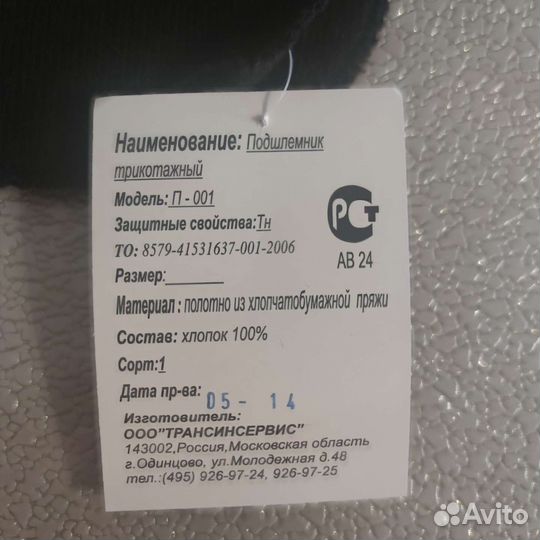 Наименование: Подшлемник
трикотажный
Модель: П - 001
Защитные свойства:Тн
ТО: 8579-41531637-001-2006
Размер:
РСТ
АВ 24
Материал : полотно из хлопчатобумажной пряжи
Состав: хлопок 100%
Сорт:1
Дата пр-ва: 05- 14
Изготовитель:
ООО"ТРАНСИНСЕРВИС"
143002,Россия,Московская область
г.Одинцово, ул.Молодежная д.48
тел.:(495) 926-97-24, 926-97-25
Avito